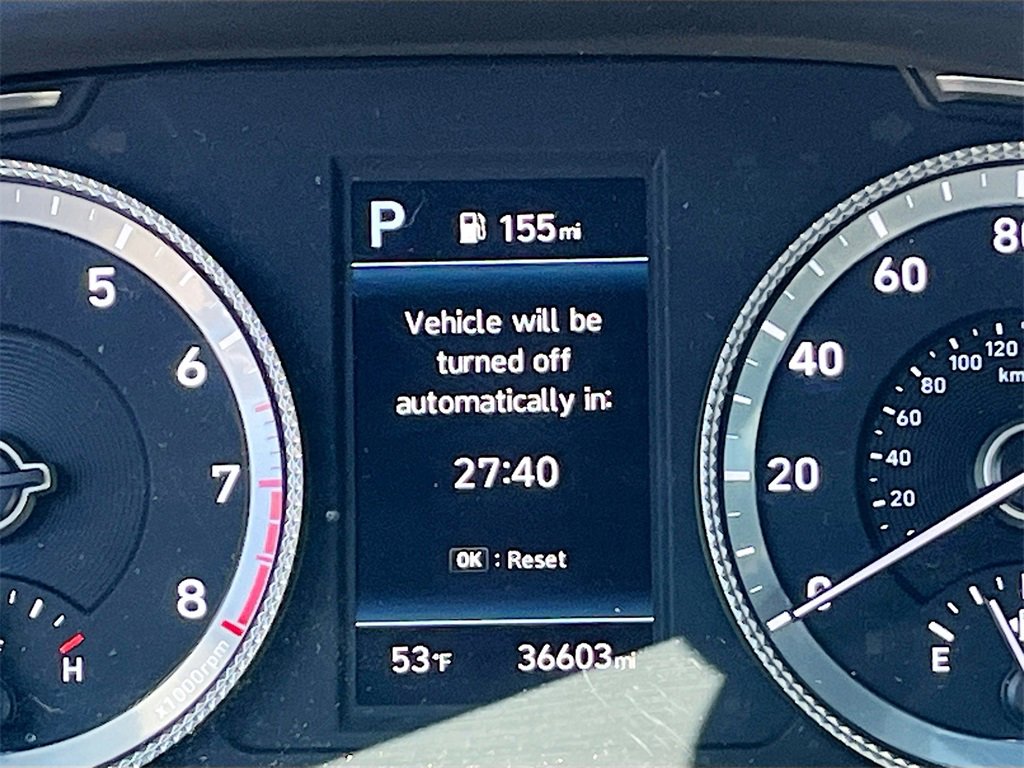 P 155mi
Vehicle will be
turned off
automatically in:
27:40
OK : Reset
53°F 36603mi
5
6
7
8
x1000rpm
H
80
60
40
20
0
120
100
80
60
40
20
km
E